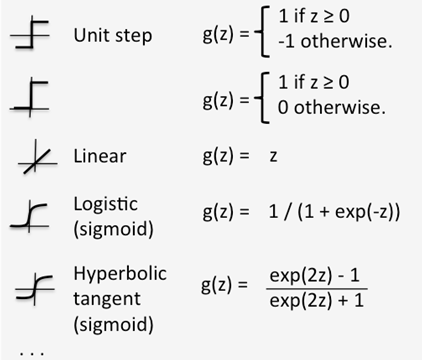 Unit step g(z) = { 1 if z ≥ 0
-1 otherwise.
g(z) = { 1 if z ≥ 0
0 otherwise.
Linear g(z) = z
Logistic (sigmoid) g(z) = 1 / (1 + exp(-z))
Hyperbolic tangent (sigmoid) g(z) = exp(2z) - 1
exp(2z) + 1
...